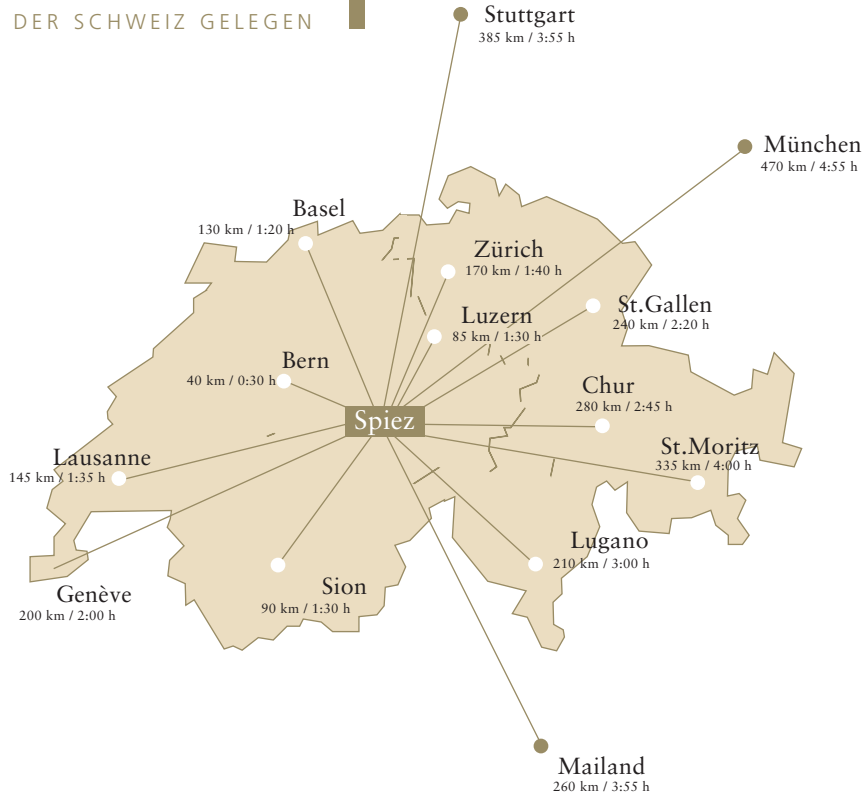 DER SCHWEIZ GELEGEN
Stuttgart
385 km / 3:55 h
München
470 km / 4:55 h
Basel
130 km / 1:20 h
Zürich
170 km / 1:40 h
St.Gallen
240 km / 2:20 h
Luzern
85 km / 1:30 h
Bern
40 km / 0:30 h
Chur
280 km / 2:45 h
Spiez
St.Moritz
335 km / 4:00 h
Lausanne
145 km / 1:35 h
Lugano
210 km / 3:00 h
Sion
90 km / 1:30 h
Genève
200 km / 2:00 h
Mailand
260 km / 3:55 h